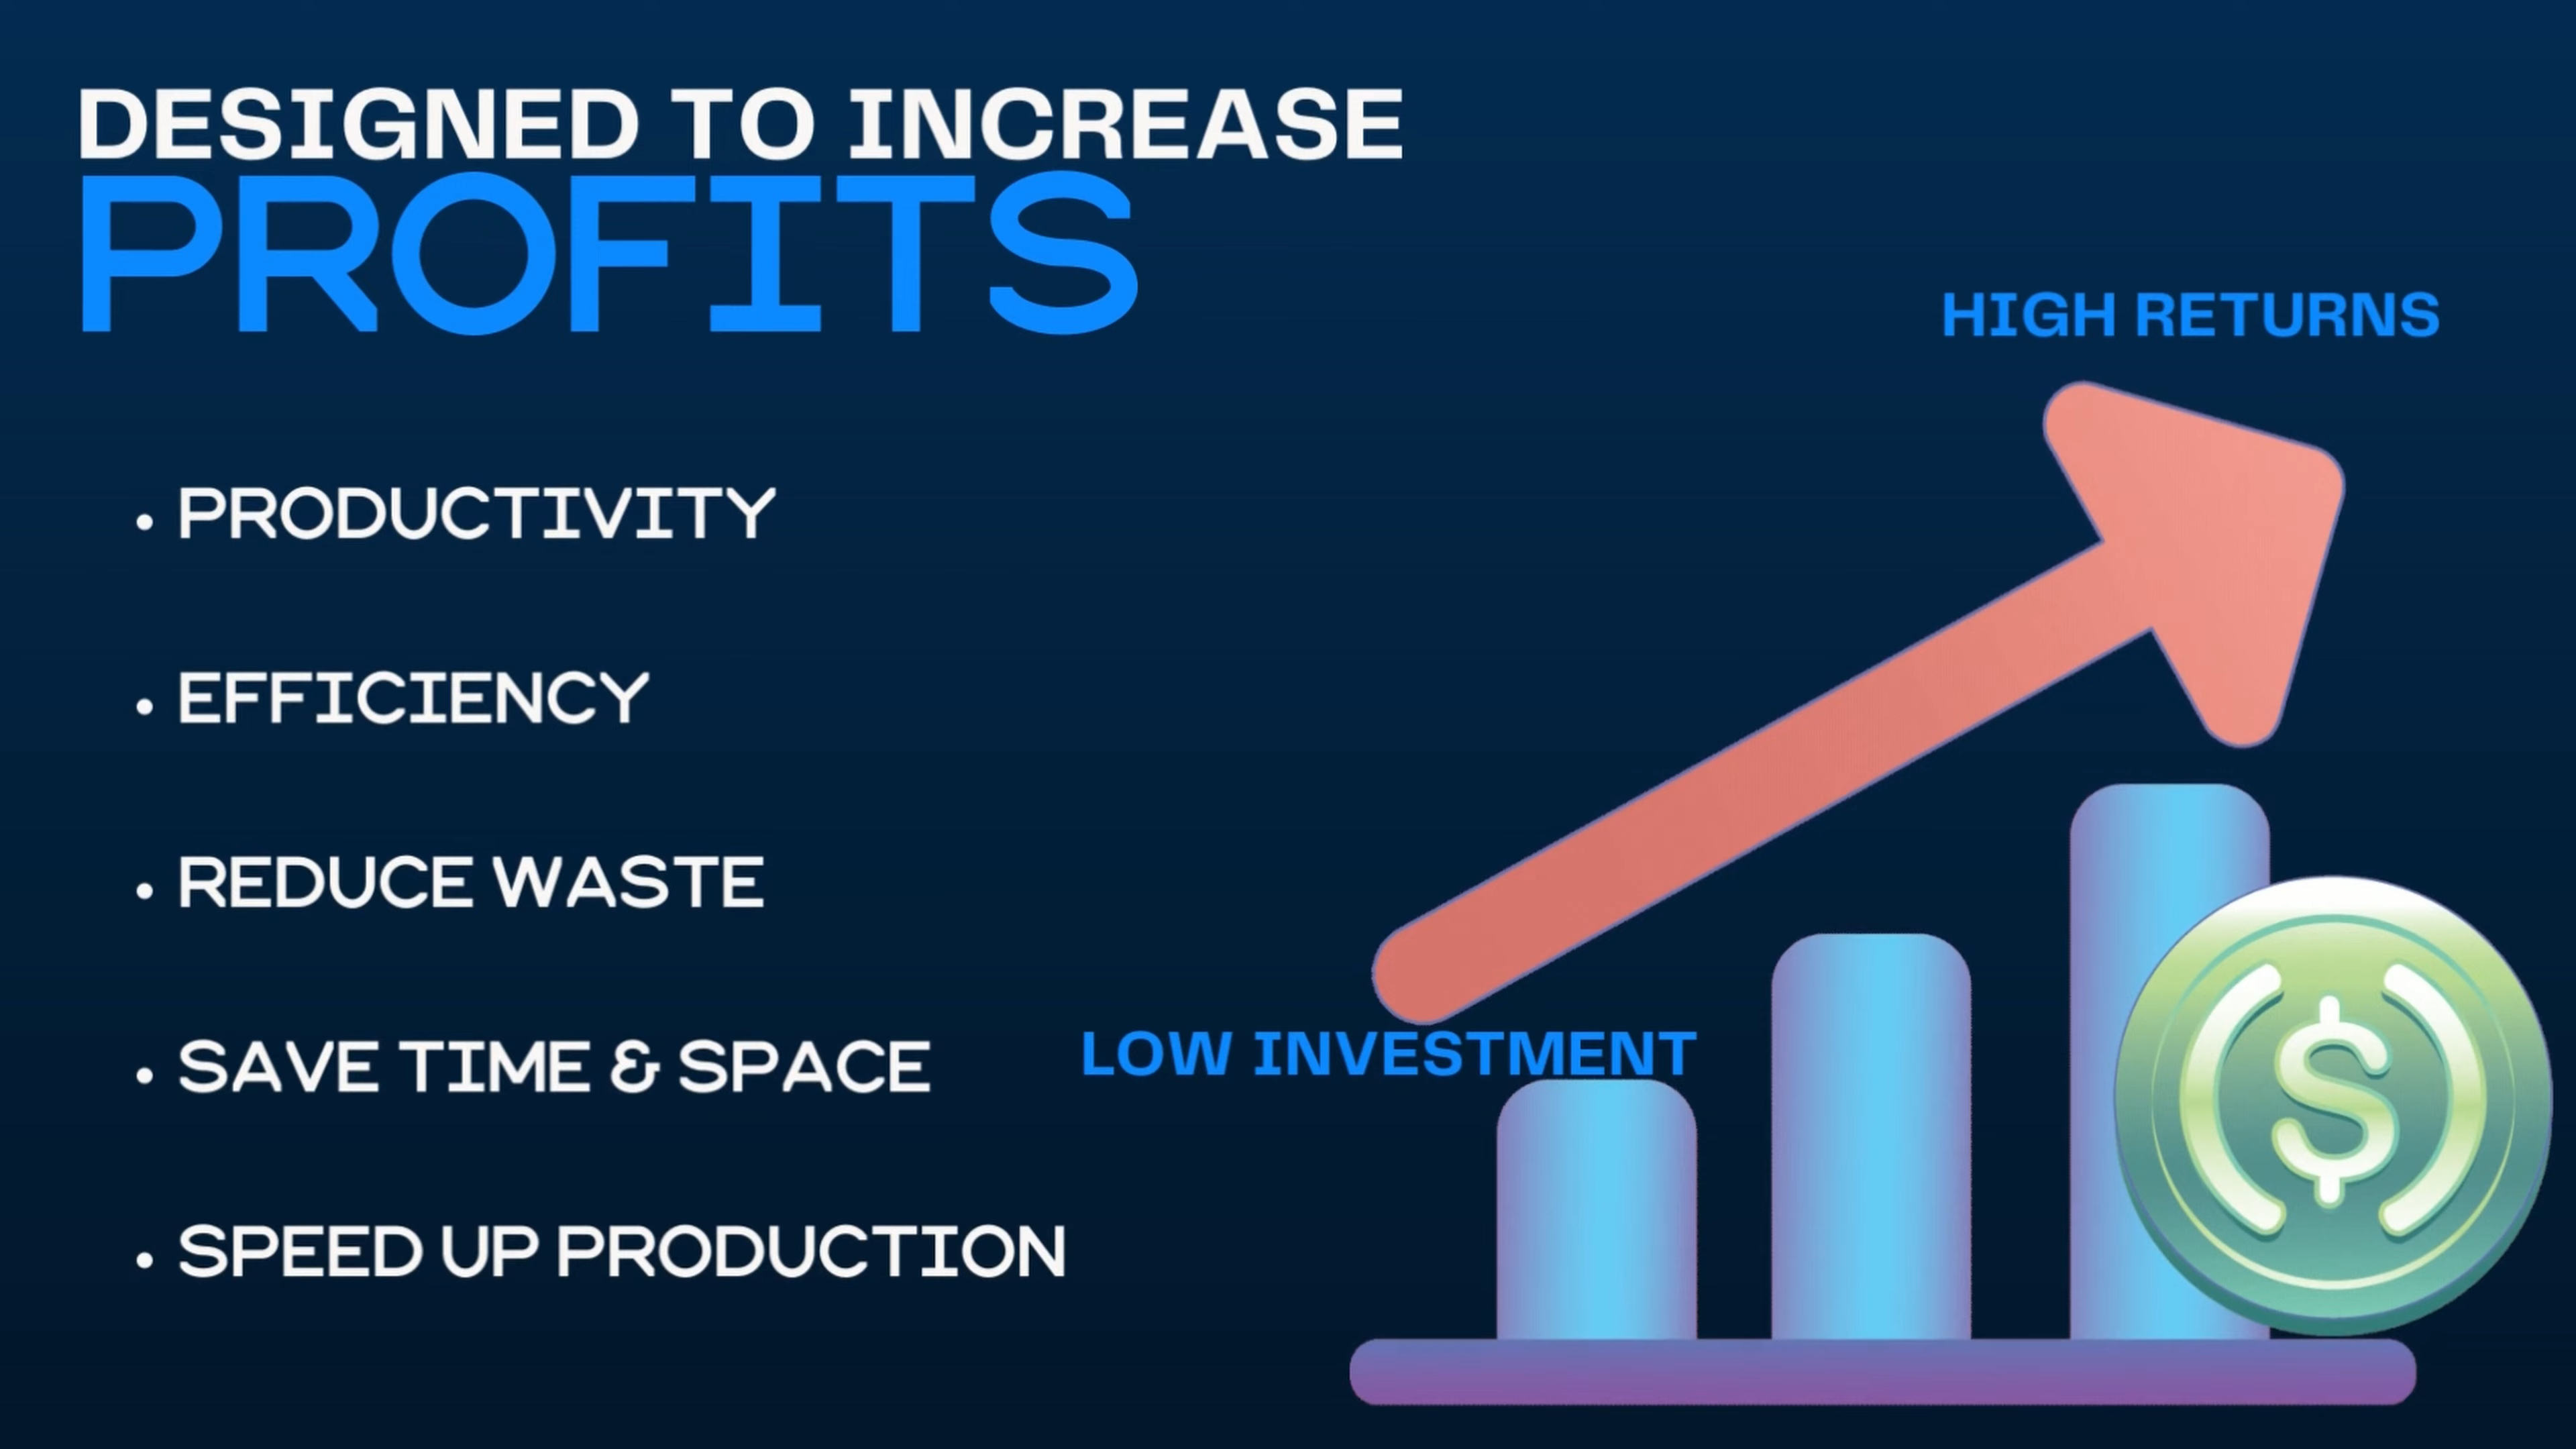 DESIGNED TO INCREASE
PROFITS
HIGH RETURNS
• PRODUCTIVITY
• EFFICIENCY
• REDUCE WASTE
• SAVE TIME & SPACE
LOW INVESTMENT
• SPEED UP PRODUCTION
$